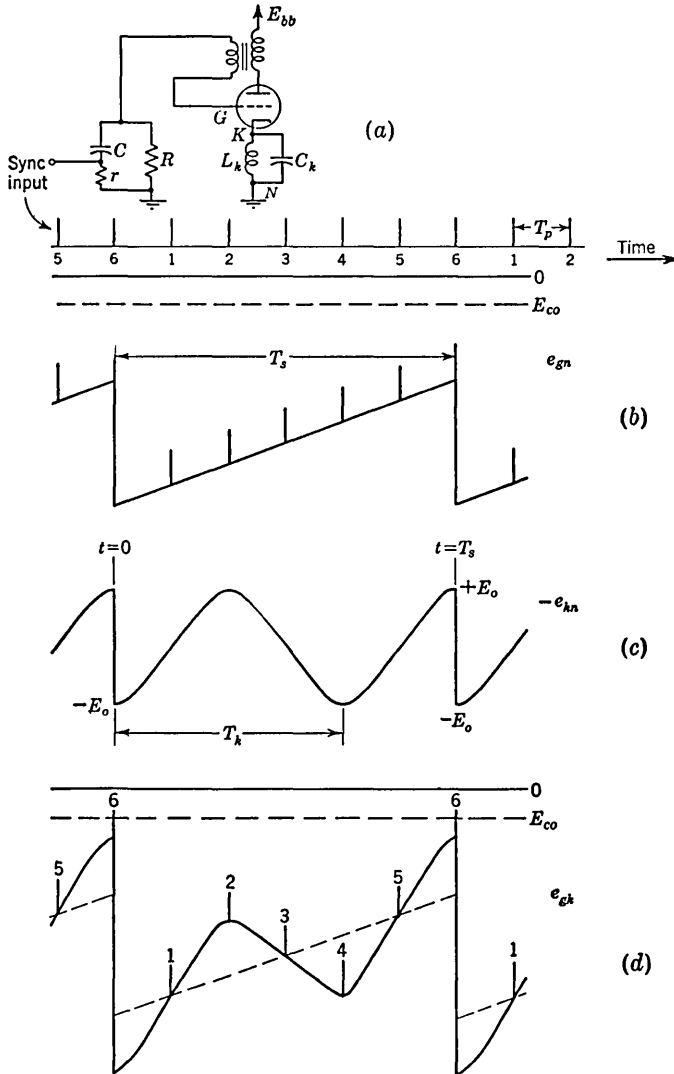 E_bb
G
(a)
K
C
R
L_k
C_k
Sync
input
r
N
T_p
5 6 1 2 3 4 5 6 1 2
Time
0
E_co
T_s
e_gn
(b)
t=0
t=T_s
+E_o
-e_kn
(c)
-E_o
-E_o
T_k
0
6
6
E_co
5
2
5
e_gk
3
1
4
1
(d)